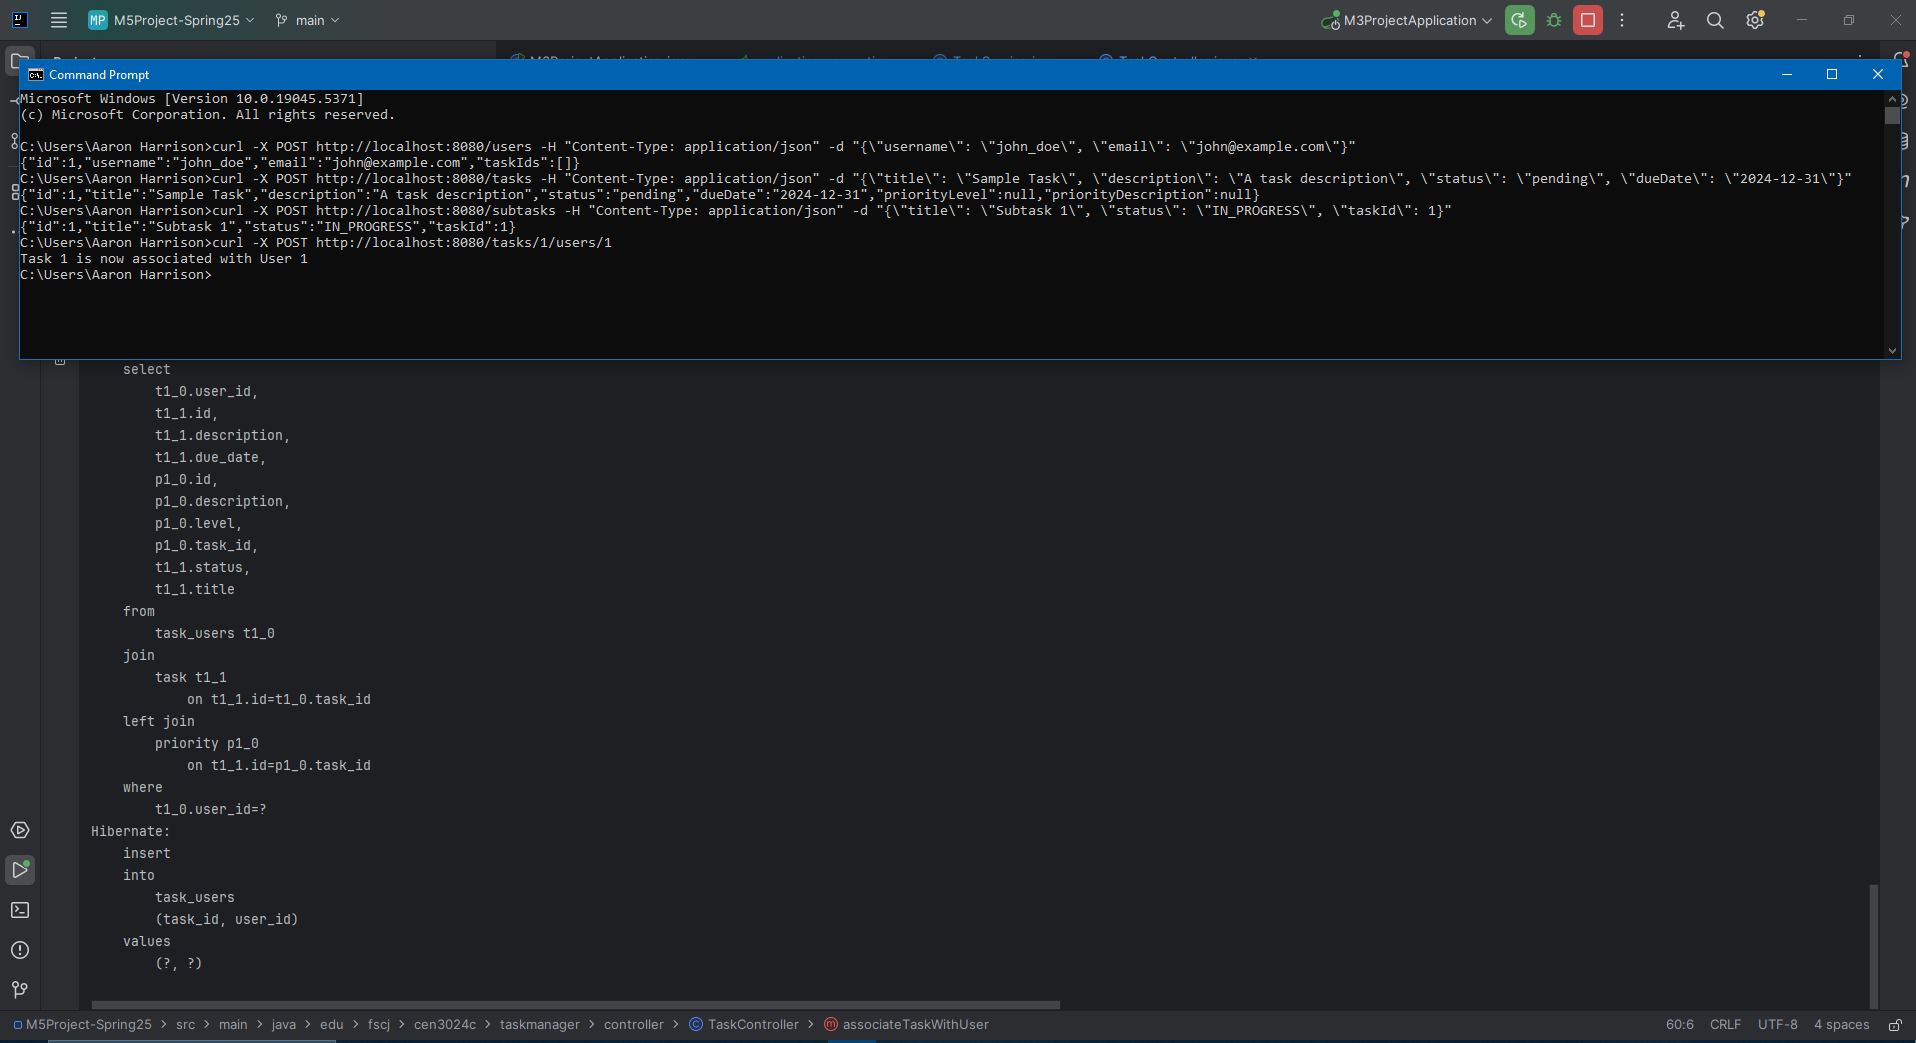 M5Project-Spring25
main
M3ProjectApplication
Command Prompt
Microsoft Windows [Version 10.0.19045.5371]
(c) Microsoft Corporation. All rights reserved.
C:\Users\Aaron Harrison>curl -X POST http://localhost:8080/users -H "Content-Type: application/json" -d "{\"username\": \"john_doe\", \"email\": \"john@example.com\"}"
{"id":1,"username":"john_doe","email":"john@example.com","taskIds":[]}
C:\Users\Aaron Harrison>curl -X POST http://localhost:8080/tasks -H "Content-Type: application/json" -d "{\"title\": \"Sample Task\", \"description\": \"A task description\", \"status\": \"pending\", \"dueDate\": \"2024-12-31\"}"
{"id":1,"title":"Sample Task","description":"A task description","status":"pending","dueDate":"2024-12-31","priorityLevel":null,"priorityDescription":null}
C:\Users\Aaron Harrison>curl -X POST http://localhost:8080/subtasks -H "Content-Type: application/json" -d "{\"title\": \"Subtask 1\", \"status\": \"IN_PROGRESS\", \"taskId\": 1}"
{"id":1,"title":"Subtask 1","status":"IN_PROGRESS","taskId":1}
C:\Users\Aaron Harrison>curl -X POST http://localhost:8080/tasks/1/users/1
Task 1 is now associated with User 1
C:\Users\Aaron Harrison>
select
t1_0.user_id,
t1_1.id,
t1_1.description,
t1_1.due_date,
p1_0.id,
p1_0.description,
p1_0.level,
p1_0.task_id,
t1_1.status,
t1_1.title
from
task_users t1_0
join
task t1_1
on t1_1.id=t1_0.task_id
left join
priority p1_0
on t1_1.id=p1_0.task_id
where
t1_0.user_id=?
Hibernate:
insert
into
task_users
(task_id, user_id)
values
(?, ?)
M5Project-Spring25 > src > main > java > edu > fscj > cen3024c > taskmanager > controller > TaskController > associateTaskWithUser
60:6 CRLF UTF-8 4 spaces